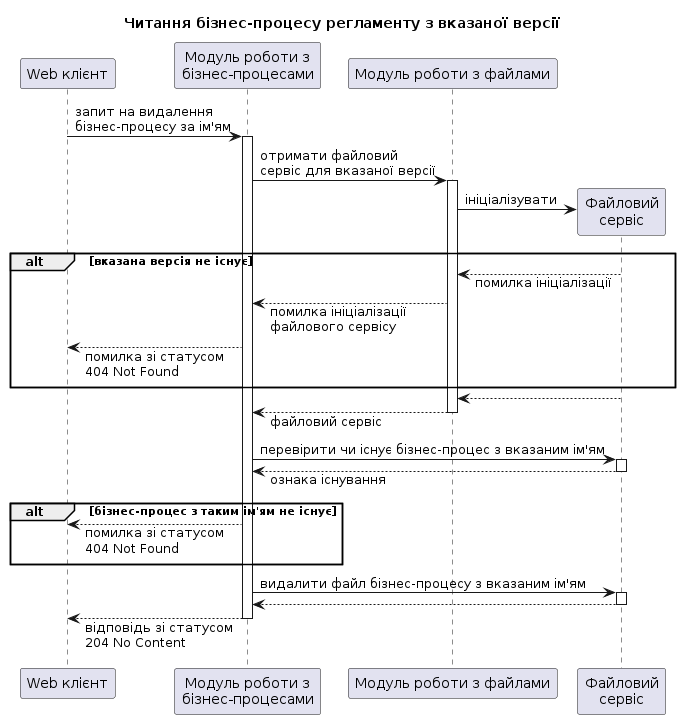 Читання бізнес-процесу регламенту з вказаної версії
Web клієнт
Модуль роботи з
бізнес-процесами
Модуль роботи з файлами
запит на видалення
бізнес-процесу за ім'ям
отримати файловий
сервіс для вказаної версії
ініціалізувати
Файловий
сервіс
alt
[вказана версія не існує]
помилка ініціалізації
помилка ініціалізації
файлового сервісу
помилка зі статусом
404 Not Found
файловий сервіс
перевірити чи існує бізнес-процес з вказаним ім'ям
ознака існування
alt
[бізнес-процес з таким ім'ям не існує]
помилка зі статусом
404 Not Found
видалити файл бізнес-процесу з вказаним ім'ям
відповідь зі статусом
204 No Content
Web клієнт
Модуль роботи з
бізнес-процесами
Модуль роботи з файлами
Файловий
сервіс